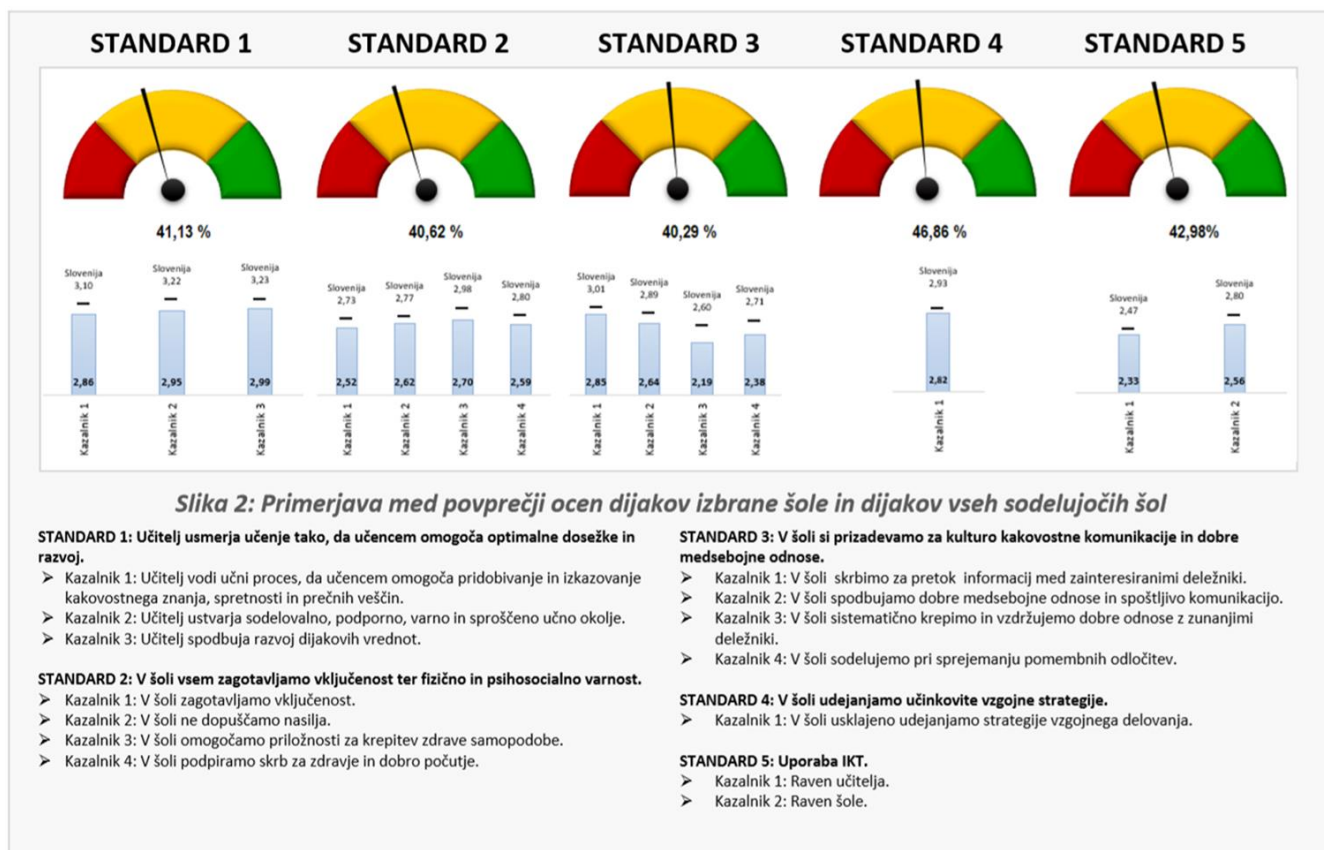 STANDARD 1
STANDARD 2
STANDARD 3
STANDARD 4
STANDARD 5
41,13 %
40,62 %
40,29 %
46,86 %
42,98%
Slovenija
3,10
Slovenija
3,22
Slovenija
3,23
2,86
2,95
2,99
Kazalnik 1
Kazalnik 2
Kazalnik 3
Slovenija
2,73
Slovenija
2,77
Slovenija
2,98
Slovenija
2,80
2,52
2,62
2,70
2,59
Kazalnik 1
Kazalnik 2
Kazalnik 3
Kazalnik 4
Slovenija
3,01
Slovenija
2,89
Slovenija
2,60
Slovenija
2,71
2,85
2,64
2,19
2,38
Kazalnik 1
Kazalnik 2
Kazalnik 3
Kazalnik 4
Slovenija
2,93
2,82
Kazalnik 1
Slovenija
2,47
Slovenija
2,80
2,33
2,56
Kazalnik 1
Kazalnik 2
Slika 2: Primerjava med povprečji ocen dijakov izbrane šole in dijakov vseh sodelujočih šol
STANDARD 1: Učitelj usmerja učenje tako, da učencem omogoča optimalne dosežke in
razvoj.
➤ Kazalnik 1: Učitelj vodi učni proces, da učencem omogoča pridobivanje in izkazovanje
kakovostnega znanja, spretnosti in prečnih veščin.
➤ Kazalnik 2: Učitelj ustvarja sodelovalno, podporno, varno in sproščeno učno okolje.
➤ Kazalnik 3: Učitelj spodbuja razvoj dijakovih vrednot.
STANDARD 2: V šoli vsem zagotavljamo vključenost ter fizično in psihosocialno varnost.
➤ Kazalnik 1: V šoli zagotavljamo vključenost.
➤ Kazalnik 2: V šoli ne dopuščamo nasilja.
➤ Kazalnik 3: V šoli omogočamo priložnosti za krepitev zdrave samopodobe.
➤ Kazalnik 4: V šoli podpiramo skrb za zdravje in dobro počutje.
STANDARD 3: V šoli si prizadevamo za kulturo kakovostne komunikacije in dobre
medsebojne odnose.
➤ Kazalnik 1: V šoli skrbimo za pretok informacij med zainteresiranimi deležniki.
➤ Kazalnik 2: V šoli spodbujamo dobre medsebojne odnose in spoštljivo komunikacijo.
➤ Kazalnik 3: V šoli sistematično krepimo in vzdržujemo dobre odnose z zunanjimi
deležniki.
➤ Kazalnik 4: V šoli sodelujemo pri sprejemanju pomembnih odločitev.
STANDARD 4: V šoli udejanjamo učinkovite vzgojne strategije.
➤ Kazalnik 1: V šoli usklajeno udejanjamo strategije vzgojnega delovanja.
STANDARD 5: Uporaba IKT.
➤ Kazalnik 1: Raven učitelja.
➤ Kazalnik 2: Raven šole.